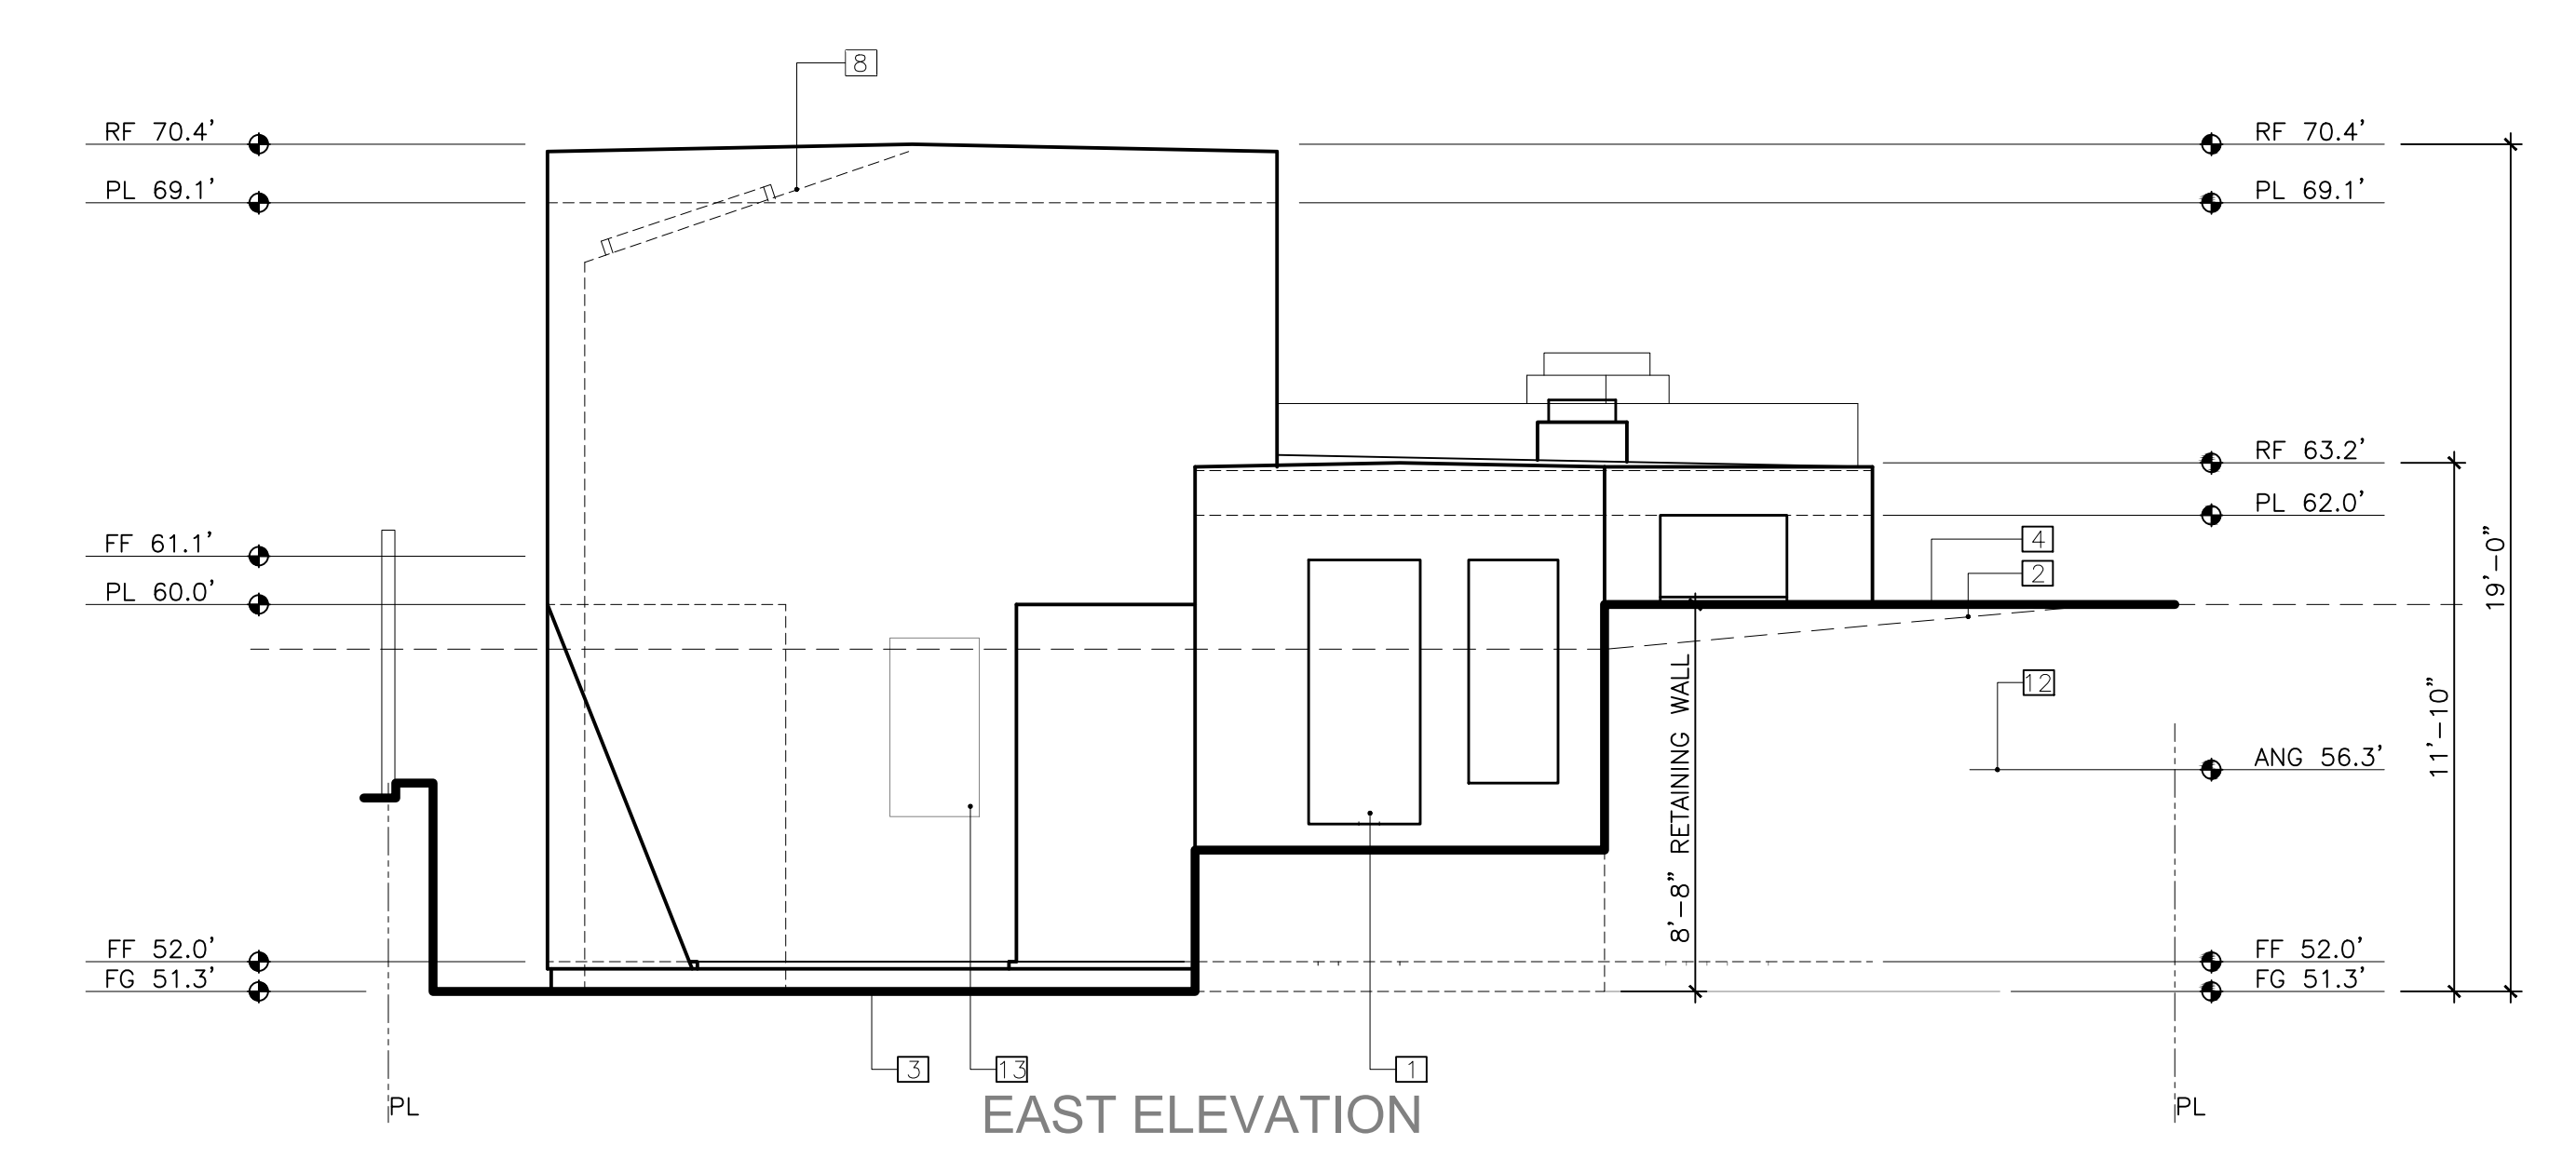 8
RF 70.4’
RF 70.4’
PL 69.1’
PL 69.1’
RF 63.2’
PL 62.0’
FF 61.1’
4
PL 60.0’
2
19’-0”
8’-8” RETAINING WALL
12
11’-10”
ANG 56.3'
FF 52.0’
FF 52.0’
FG 51.3’
FG 51.3’
3
13
1
PL
EAST ELEVATION
PL